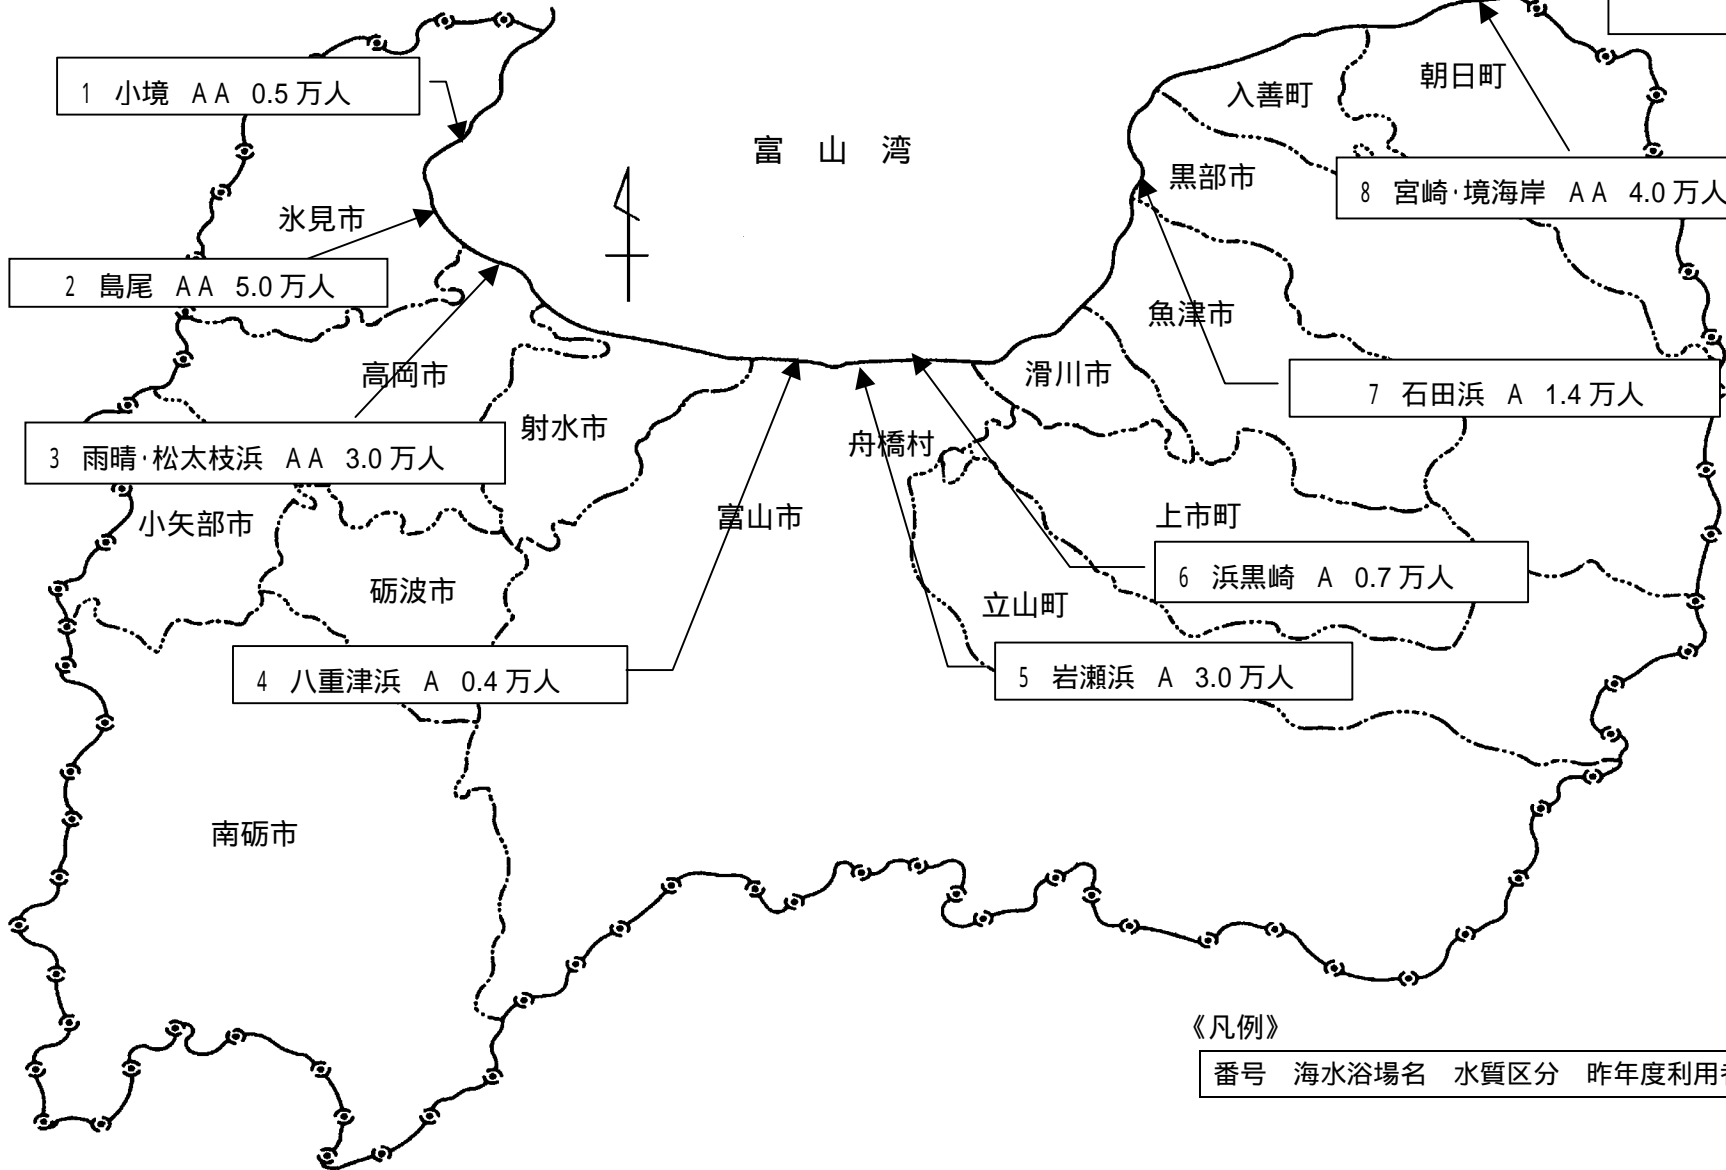 1 小境 AA 0.5万人
富山湾
入善町
朝日町
黒部市
8 宮崎・境海岸 AA 4.0万人
氷見市
2 島尾 AA 5.0万人
魚津市
高岡市
滑川市
7 石田浜 A 1.4万人
射水市
舟橋村
3 雨晴・松太枝浜 AA 3.0万人
小矢部市
富山市
上市町
砺波市
6 浜黒崎 A 0.7万人
立山町
4 八重津浜 A 0.4万人
5 岩瀬浜 A 3.0万人
南砺市
《凡例》
番号 海水浴場名 水質区分 昨年度利用